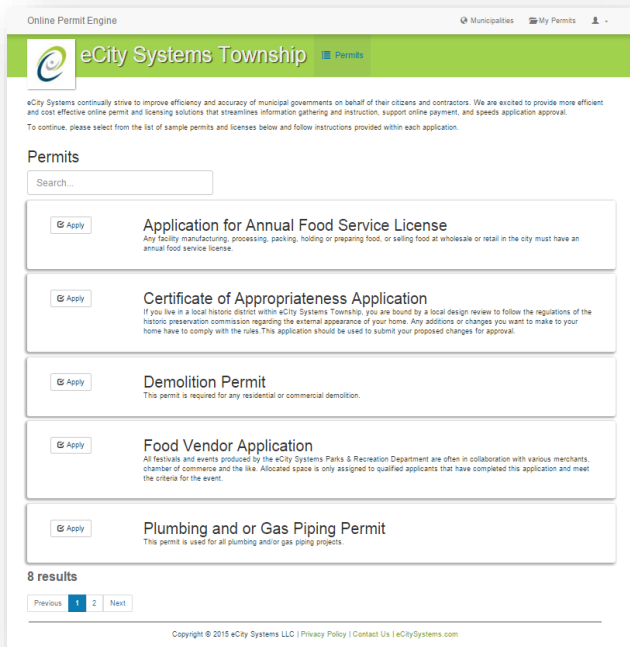 Online Permit Engine
Municipalities My Permits
eCity Systems Township Permits
eCity Systems continually strive to improve efficiency and accuracy of municipal governments on behalf of their citizens and contractors. We are excited to provide more efficient
and cost effective online permit and licensing solutions that streamlines information gathering and instruction, support online payment, and speeds application approval.
To continue, please select from the list of sample permits and licenses below and follow instructions provided within each application.
Permits
Search...
Apply
Application for Annual Food Service License
Any facility manufacturing, processing, packing, holding or preparing food, or selling food at wholesale or retail in the city must have an
annual food service license.
Apply
Certificate of Appropriateness Application
If you live in a local historic district within eCIty Systems Township, you are bound by a local design review to follow the regulations of the
historic preservation commission regarding the external appearance of your home. Any additions or changes you want to make to your
home have to comply with the rules.This application should be used to submit your proposed changes for approval.
Apply
Demolition Permit
This permit is required for any residential or commercial demolition.
Apply
Food Vendor Application
All festivals and events produced by the eCity Systems Parks & Recreation Department are often in collaboration with various merchants,
chamber of commerce and the like. Allocated space is only assigned to qualified applicants that have completed this application and meet
the criteria for the event.
Apply
Plumbing and or Gas Piping Permit
This permit is used for all plumbing and/or gas piping projects.
8 results
Previous 1 2 Next
Copyright © 2015 eCity Systems LLC | Privacy Policy | Contact Us | eCitySystems.com